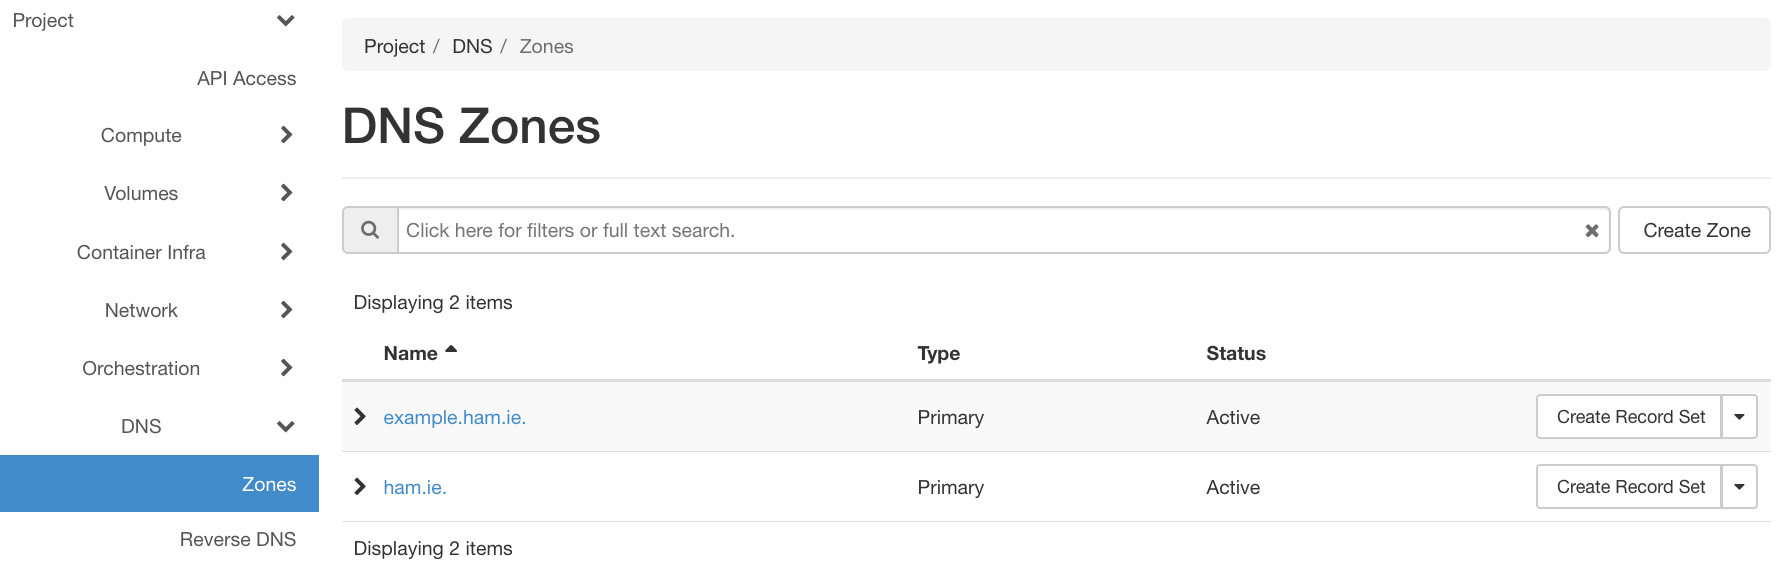 Project
API Access
Compute
Volumes
Container Infra
Network
Orchestration
DNS
Zones
Reverse DNS
Project / DNS / Zones
DNS Zones
Click here for filters or full text search.
Create Zone
Displaying 2 items
Name Type Status
example.ham.ie. Primary Active Create Record Set
ham.ie. Primary Active Create Record Set
Displaying 2 items